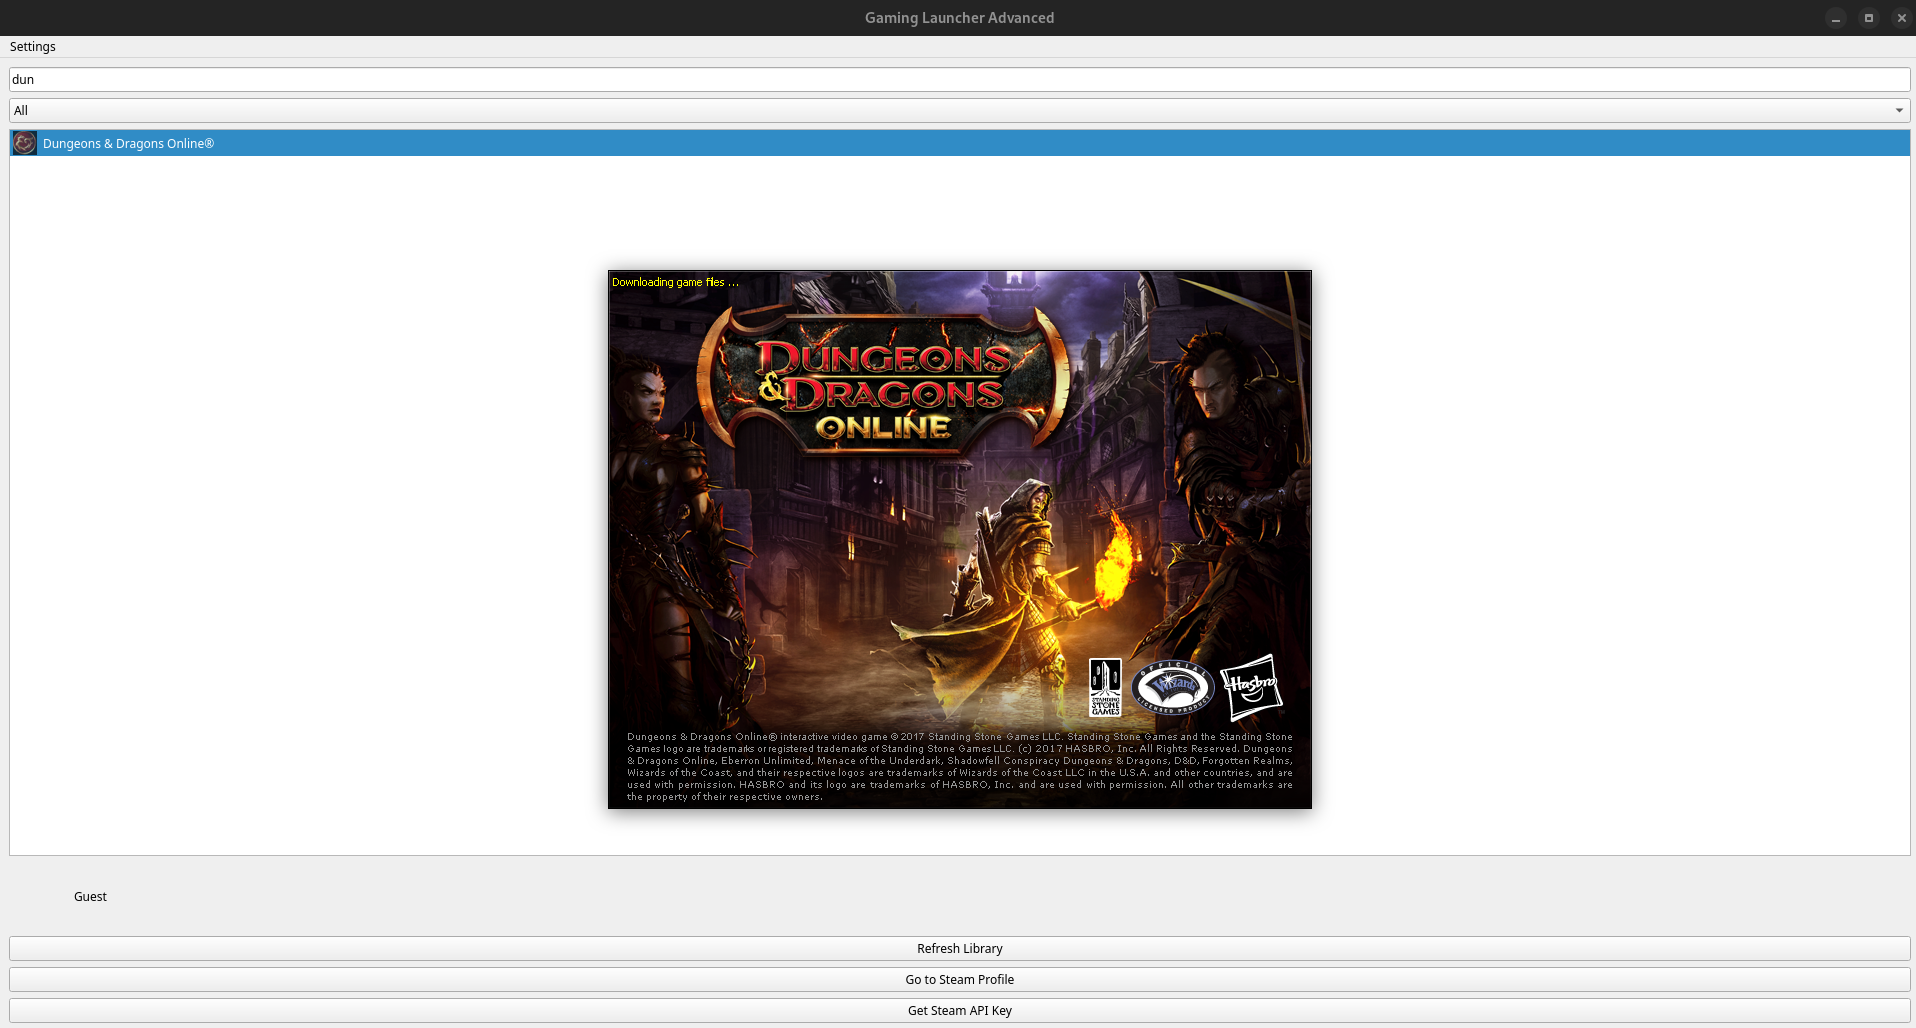 Gaming Launcher Advanced
Settings
dun
All
Dungeons & Dragons Online®
Downloading game files ...
DUNGEONS
& DRAGONS
ONLINE
STANDING
STONE
GAMES
OFFICIAL
Wizards
LICENSED PRODUCT
Hasbro
Dungeons & Dragons Online® interactive video game © 2017 Standing Stone Games LLC. Standing Stone Games and the Standing Stone
Games logo are trademarks or registered trademarks of Standing Stone Games LLC. (c) 2017 HASBRO, Inc. All Rights Reserved. Dungeons
& Dragons Online, Eberron Unlimited, Menace of the Underdark, Shadowfell Conspiracy Dungeons & Dragons, D&D, Forgotten Realms,
Wizards of the Coast, and their respective logos are trademarks of Wizards of the Coast LLC in the U.S.A. and other countries, and are
used with permission. HASBRO and its logo are trademarks of HASBRO, Inc. and are used with permission. All other trademarks are
the property of their respective owners.
Guest
Refresh Library
Go to Steam Profile
Get Steam API Key